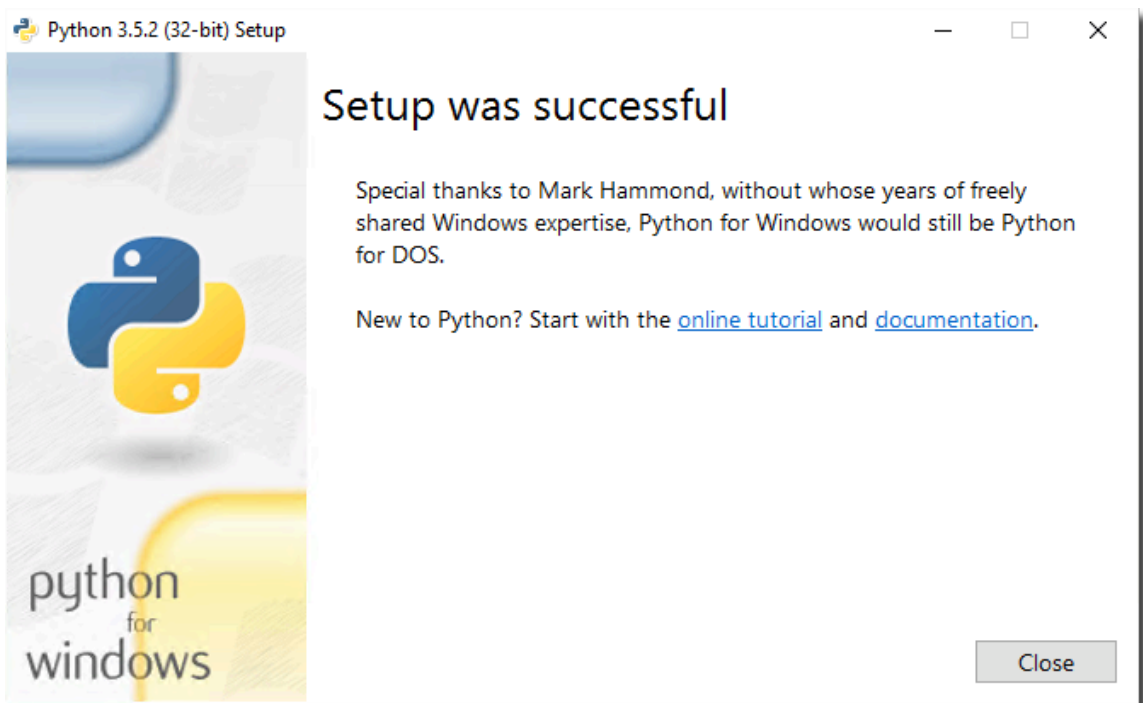 Python 3.5.2 (32-bit) Setup
Setup was successful
Special thanks to Mark Hammond, without whose years of freely
shared Windows expertise, Python for Windows would still be Python
for DOS.
New to Python? Start with the online tutorial and documentation.
python
for
windows
Close